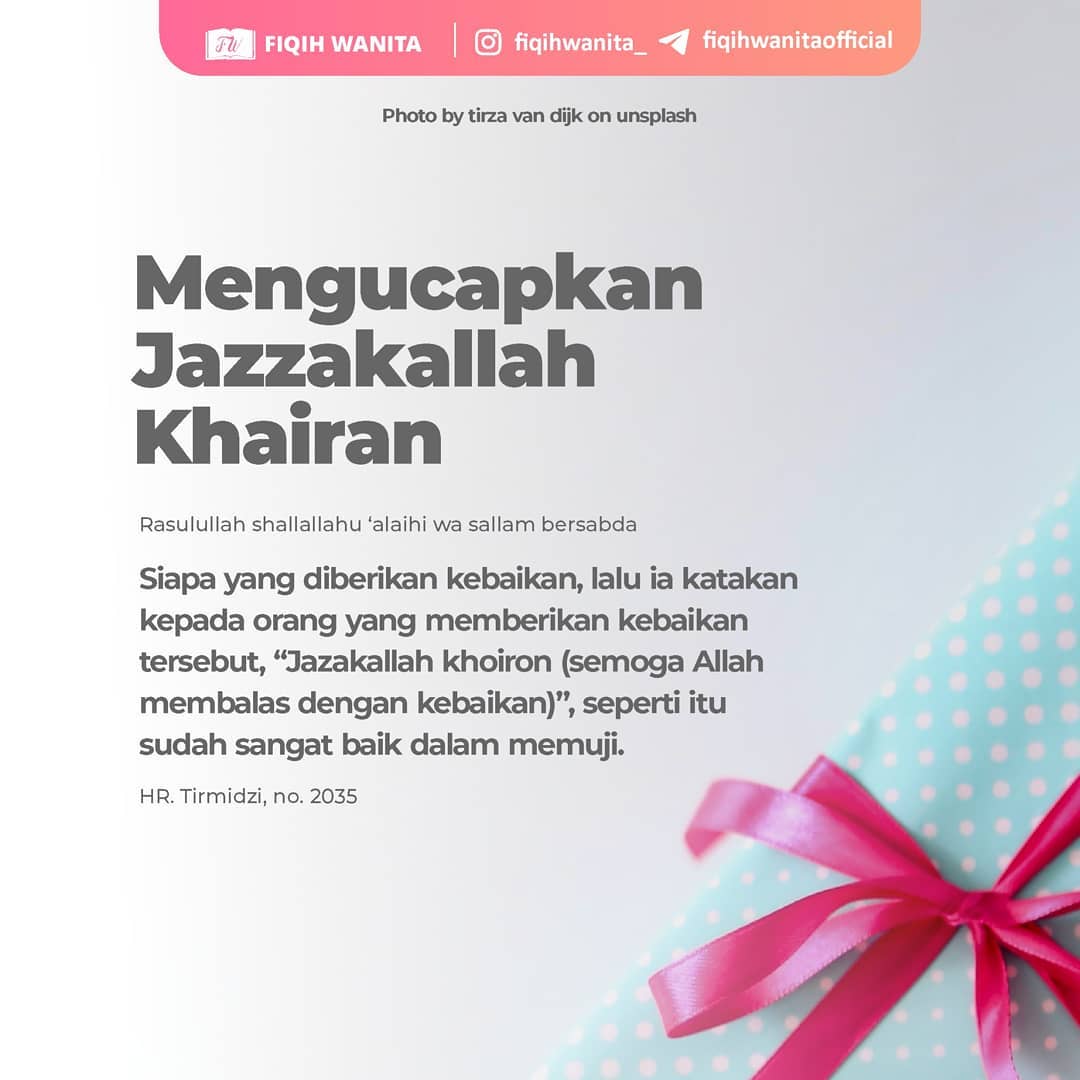 FW FIQIH WANITA fiqihwanita_ fiqihwanitaofficial
Photo by tirza van dijk on unsplash
Mengucapkan
Jazzakallah
Khairan
Rasulullah shallallahu ‘alaihi wa sallam bersabda
Siapa yang diberikan kebaikan, lalu ia katakan
kepada orang yang memberikan kebaikan
tersebut, “Jazakallah khoiron (semoga Allah
membalas dengan kebaikan)”, seperti itu
sudah sangat baik dalam memuji.
HR. Tirmidzi, no. 2035